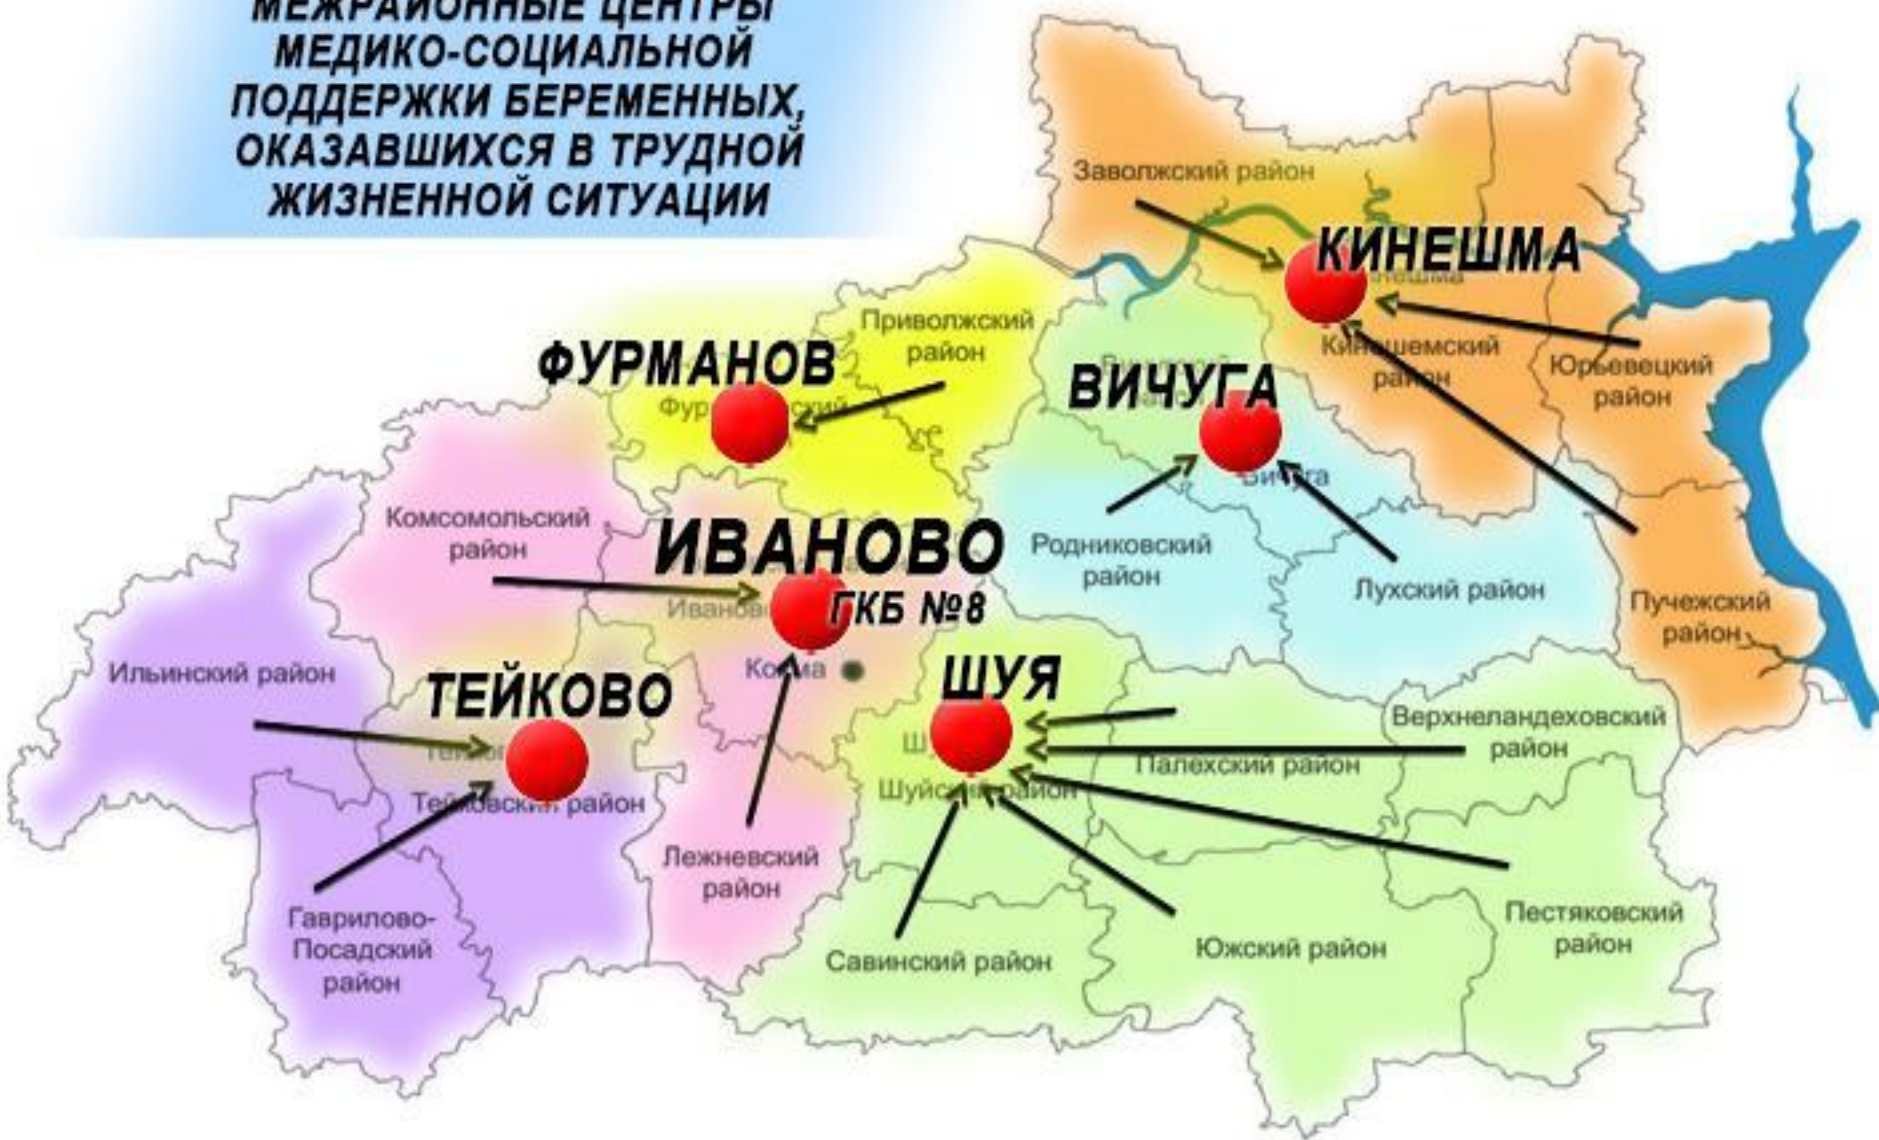 МЕЖРАЙОННЫЕ ЦЕНТРЫ
МЕДИКО-СОЦИАЛЬНОЙ
ПОДДЕРЖКИ БЕРЕМЕННЫХ,
ОКАЗАВШИХСЯ В ТРУДНОЙ
ЖИЗНЕННОЙ СИТУАЦИИ
Заволжский район
КИНЕШМА
Приволжский
район
ФУРМАНОВ
Кинешемский
район
Юрьевецкий
район
ВИЧУГА
Вичуга
Комсомольский
район
ИВАНОВО
ГКБ №8
Родниковский
район
Лухский район
Пучежский
район
Ильинский район
Кохма
ТЕЙКОВО
ШУЯ
Верхнеландеховский
район
Палехский район
Шуйский район
Тейковский район
Лежневский
район
Гаврилово-
Посадский
район
Савинский район
Южский район
Пестяковский
район